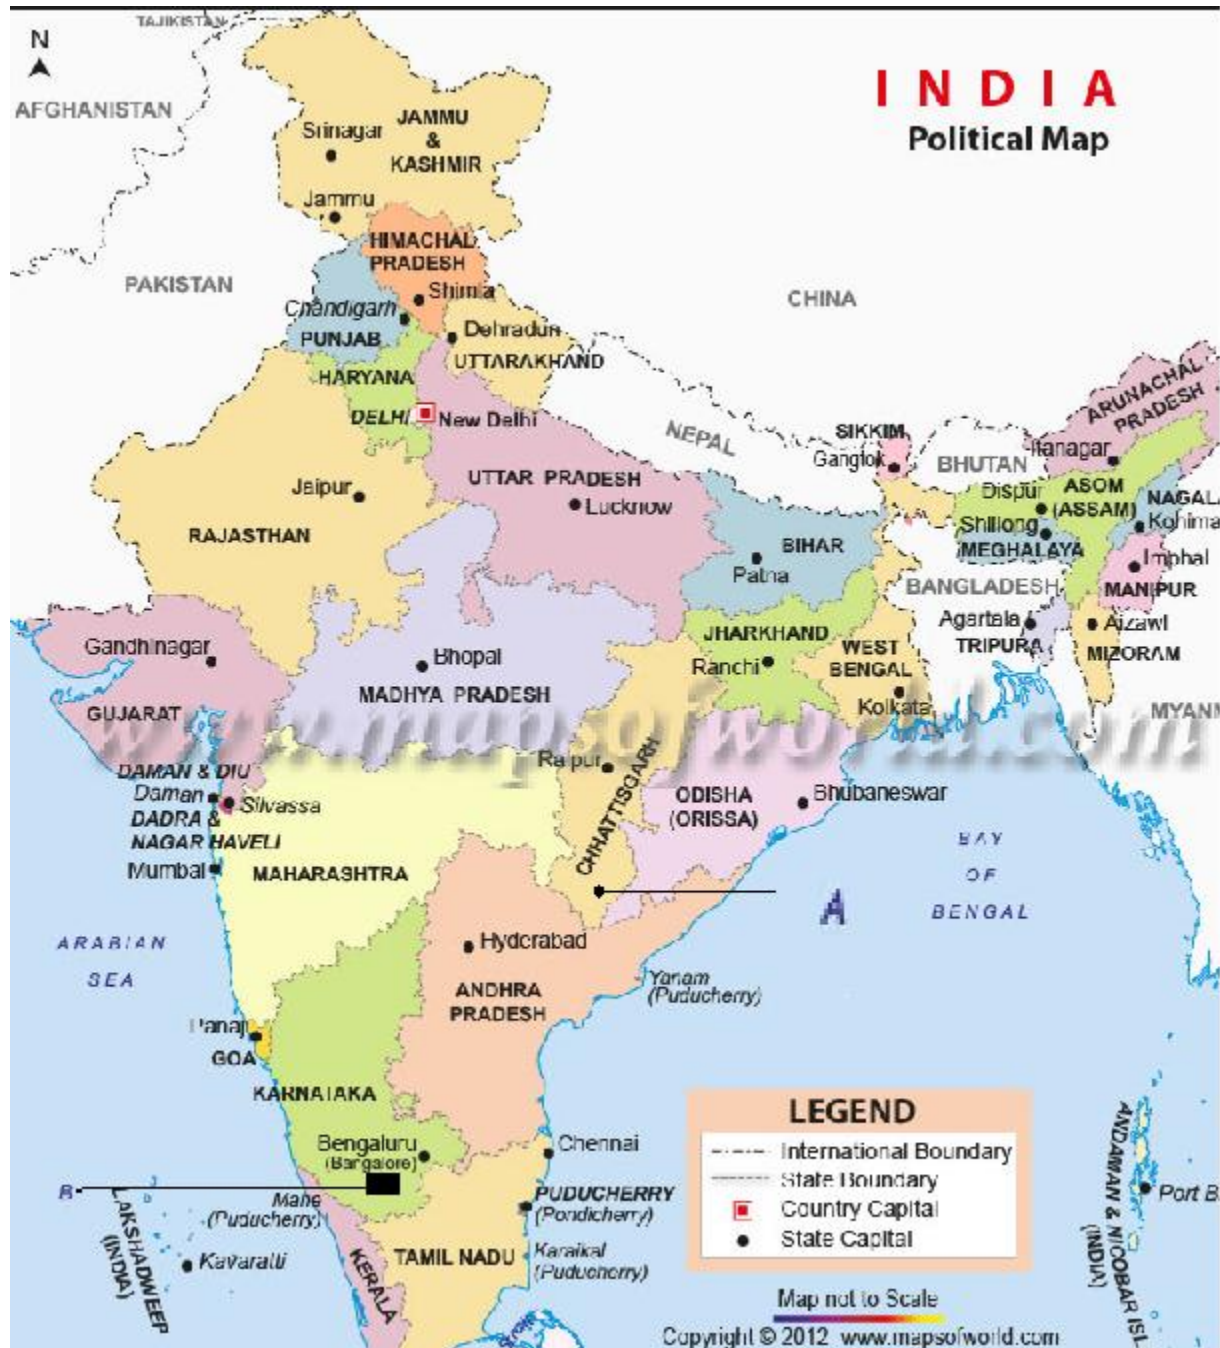 TAJIKISTAN
N
AFGHANISTAN
INDIA
Political Map
JAMMU
&
KASHMIR
Srinagar
Jammu
HIMACHAL
PRADESH
PAKISTAN
CHINA
Shimla
Chandigarh
PUNJAB
Dehradun
UTTARAKHAND
HARYANA
DELHI
New Delhi
ARUNACHAL
PRADESH
NEPAL
SIKKIM
Gangtok
BHUTAN
Itanagar
UTTAR PRADESH
Lucknow
Jaipur
RAJASTHAN
Dispur
ASOM
(ASSAM)
NAGALA
Kohima
Shillong
MEGHALAYA
BIHAR
Patna
Imphal
MANIPUR
BANGLADESH
Agartala
TRIPURA
Aizawl
MIZORAM
JHARKHAND
Ranchi
WEST
BENGAL
Kolkata
Gandhinagar
GUJARAT
Bhopal
MADHYA PRADESH
MYANM
www.mapsofworld.com
DAMAN & DIU
Daman
Silvassa
DADRA &
NAGAR HAVELI
Mumbai
MAHARASHTRA
Raipur
CHHATTISGARH
ODISHA
(ORISSA)
Bhubaneswar
BAY
OF
BENGAL
A
ARABIAN
SEA
Hyderabad
ANDHRA
PRADESH
Yanam
(Puducherry)
Panaji
GOA
KARNATAKA
Bengaluru
(Bangalore)
Chennai
B
Mahe
(Puducherry)
PUDUCHERRY
(Pondicherry)
LAKSHADWEEP
(INDIA)
Kavaratti
KERALA
TAMIL NADU
Karaikal
(Puducherry)
LEGEND
International Boundary
State Boundary
Country Capital
State Capital
ANDAMAN & NICOBAR ISL
(INDIA)
Port B
Map not to Scale
Copyright © 2012 www.mapsofworld.com